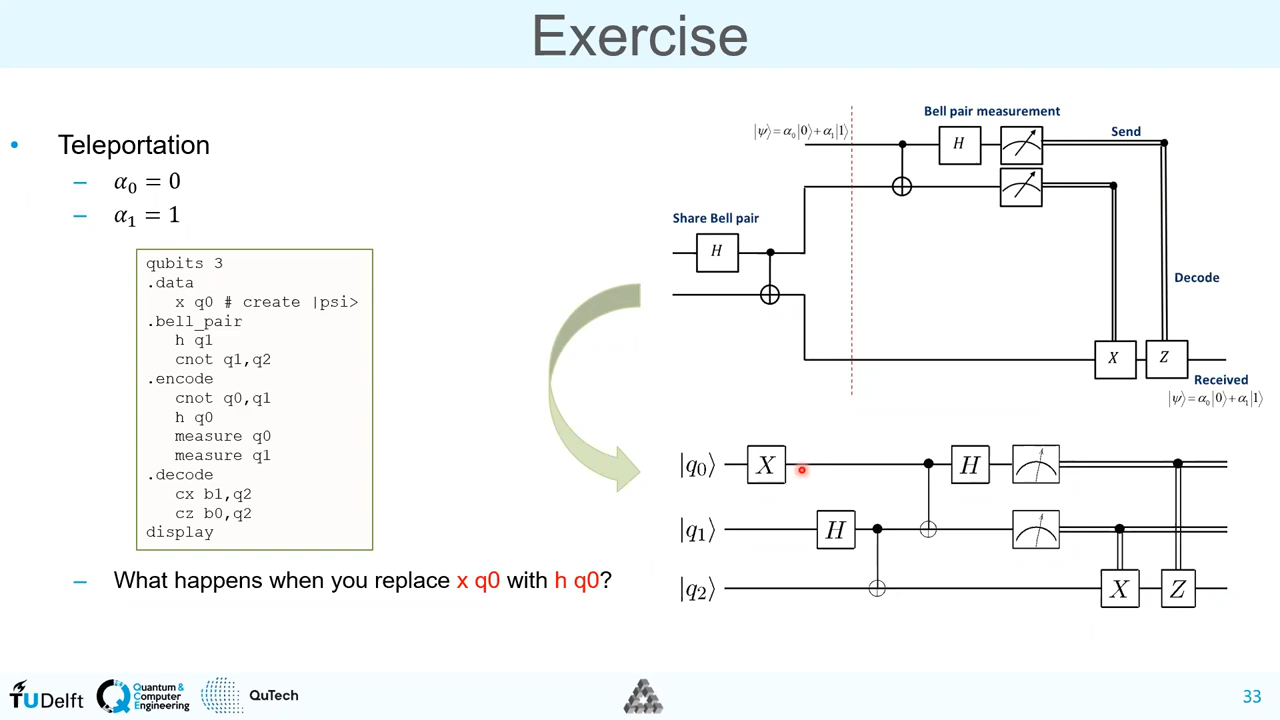 Exercise
• Teleportation
– α₀ = 0
– α₁ = 1
qubits 3
.data
x q0 # create |psi>
.bell_pair
h q1
cnot q1,q2
.encode
cnot q0,q1
h q0
measure q0
measure q1
.decode
cx b1,q2
cz b0,q2
display
– What happens when you replace x q0 with h q0?
Bell pair measurement
|ψ⟩=α₀|0⟩+α₁|1⟩
H
Send
Share Bell pair
H
Decode
X
Z
Received
|ψ⟩=α₀|0⟩+α₁|1⟩
|q₀⟩
X
H
|q₁⟩
H
|q₂⟩
X
Z
TUDelft
Quantum &
Computer
Engineering
QuTech
33